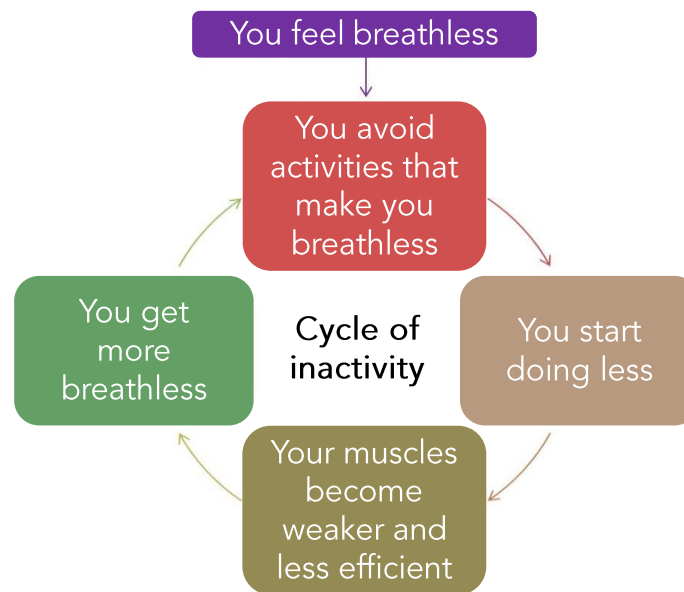 You feel breathless
You avoid
activities that
make you
breathless
You get
more
breathless
Cycle of
inactivity
You start
doing less
Your muscles
become
weaker and
less efficient